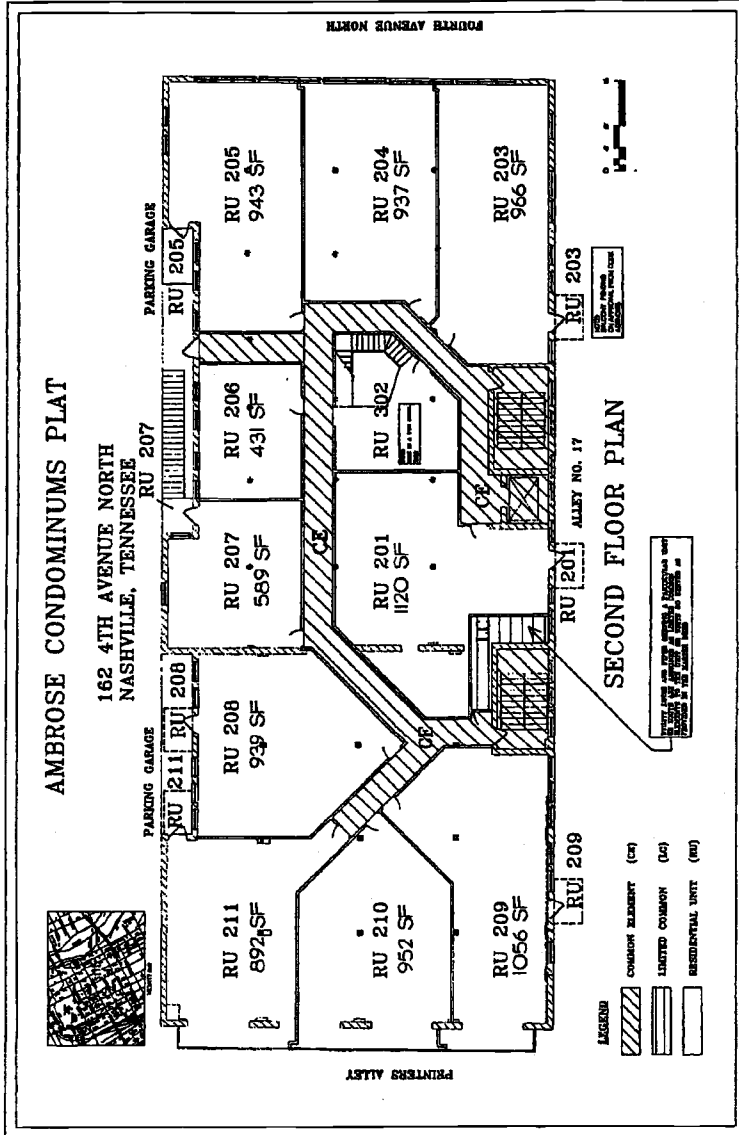 AMBROSE CONDOMINUMS PLAT
162 4TH AVENUE NORTH
NASHVILLE, TENNESSEE
PARKING GARAGE
PARKING GARAGE
RU 211
RU 208
RU 207
RU 205
RU 211
892 SF
RU 208
939 SF
RU 207
589 SF
RU 206
431 SF
RU 205
943 SF
RU 210
952 SF
RU 201
1120 SF
RU 302
RU 204
937 SF
RU 209
1056 SF
RU 203
966 SF
CE
CE
CE
LC
RU 209
RU 201
RU 203
ALLEY NO. 17
PRINTERS ALLEY
FOURTH AVENUE NORTH
SECOND FLOOR PLAN
LEGEND
COMMON ELEMENT (CE)
LIMITED COMMON (LC)
RESIDENTIAL UNIT (RU)